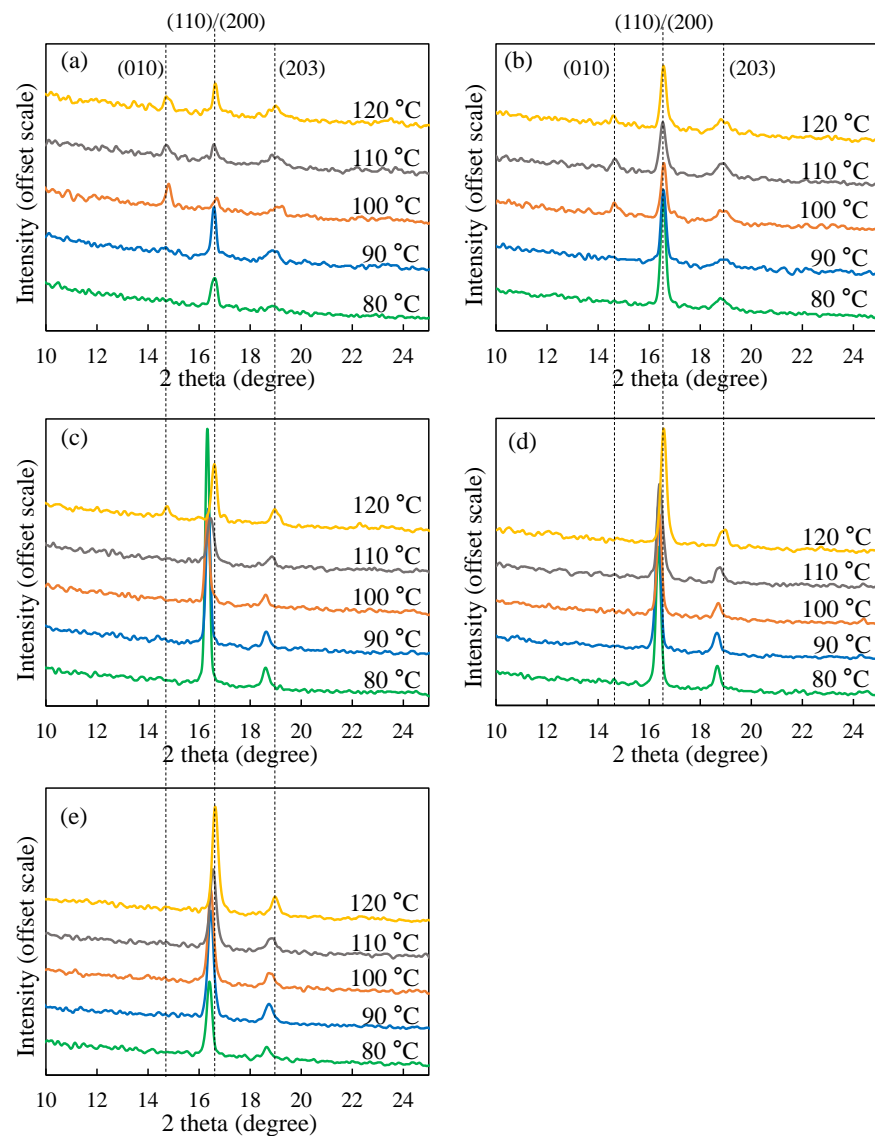 (110)/(200)
(110)/(200)
(a)
(010)
(203)
120 °C
110 °C
100 °C
90 °C
80 °C
Intensity (offset scale)
10 12 14 16 18 20 22 24
2 theta (degree)
(b)
(010)
(203)
120 °C
110 °C
100 °C
90 °C
80 °C
Intensity (offset scale)
10 12 14 16 18 20 22 24
2 theta (degree)
(c)
120 °C
110 °C
100 °C
90 °C
80 °C
Intensity (offset scale)
10 12 14 16 18 20 22 24
2 theta (degree)
(d)
120 °C
110 °C
100 °C
90 °C
80 °C
Intensity (offset scale)
10 12 14 16 18 20 22 24
2 theta (degree)
(e)
120 °C
110 °C
100 °C
90 °C
80 °C
Intensity (offset scale)
10 12 14 16 18 20 22 24
2 theta (degree)